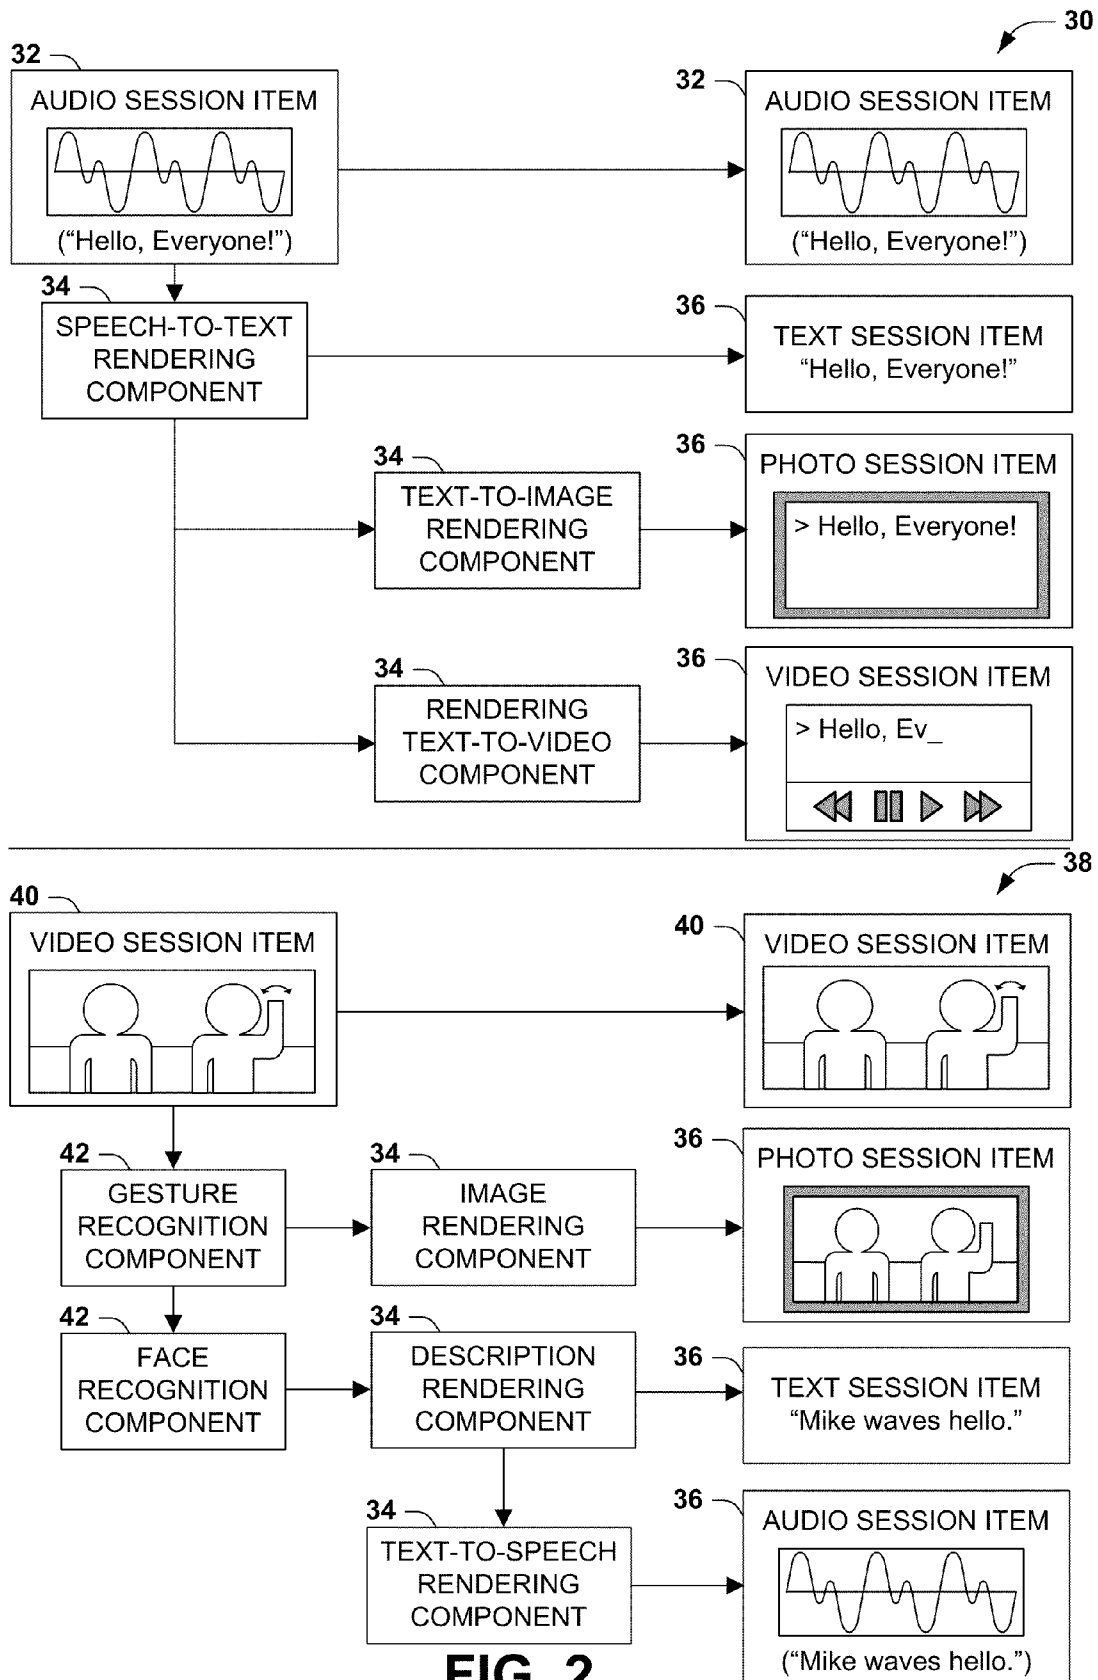 30
32
AUDIO SESSION ITEM
(“Hello, Everyone!”)
32
AUDIO SESSION ITEM
(“Hello, Everyone!”)
34
SPEECH-TO-TEXT
RENDERING
COMPONENT
36
TEXT SESSION ITEM
“Hello, Everyone!”
34
TEXT-TO-IMAGE
RENDERING
COMPONENT
36
PHOTO SESSION ITEM
> Hello, Everyone!
34
RENDERING
TEXT-TO-VIDEO
COMPONENT
36
VIDEO SESSION ITEM
> Hello, Ev_
38
40
VIDEO SESSION ITEM
40
VIDEO SESSION ITEM
42
GESTURE
RECOGNITION
COMPONENT
34
IMAGE
RENDERING
COMPONENT
36
PHOTO SESSION ITEM
42
FACE
RECOGNITION
COMPONENT
34
DESCRIPTION
RENDERING
COMPONENT
36
TEXT SESSION ITEM
“Mike waves hello.”
34
TEXT-TO-SPEECH
RENDERING
COMPONENT
36
AUDIO SESSION ITEM
(“Mike waves hello.”)
FIG. 2